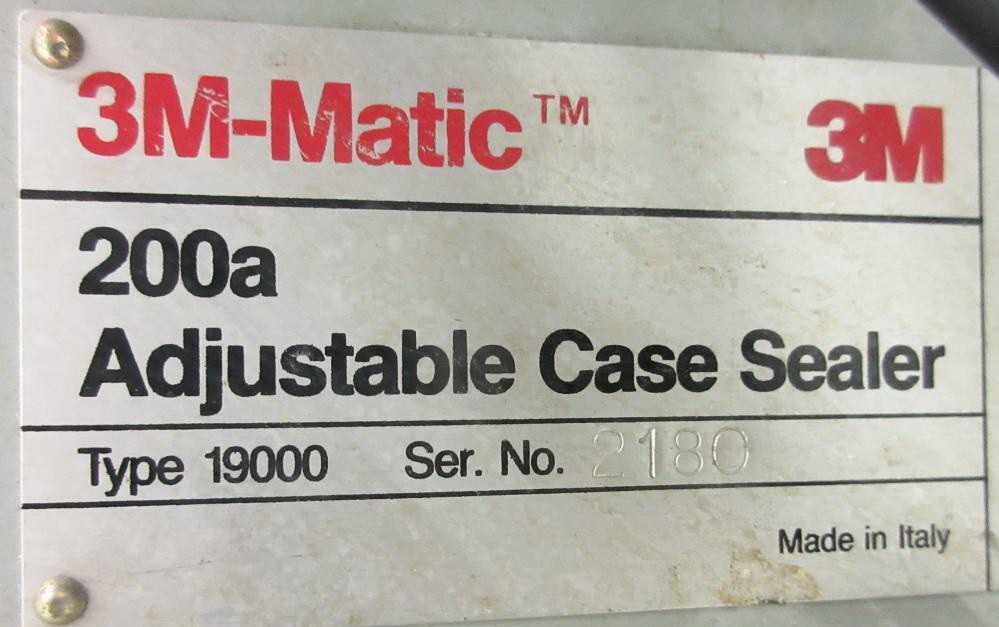 3M-Matic™ 3M
200a
Adjustable Case Sealer
Type 19000 Ser. No. 2180
Made in Italy